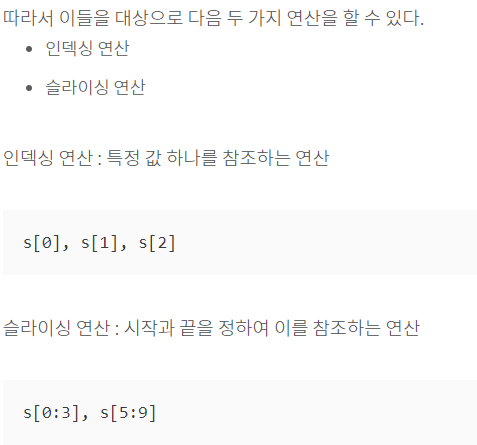 따라서 이들을 대상으로 다음 두 가지 연산을 할 수 있다.
• 인덱싱 연산
• 슬라이싱 연산
인덱싱 연산 : 특정 값 하나를 참조하는 연산
s[0], s[1], s[2]
슬라이싱 연산 : 시작과 끝을 정하여 이를 참조하는 연산
s[0:3], s[5:9]